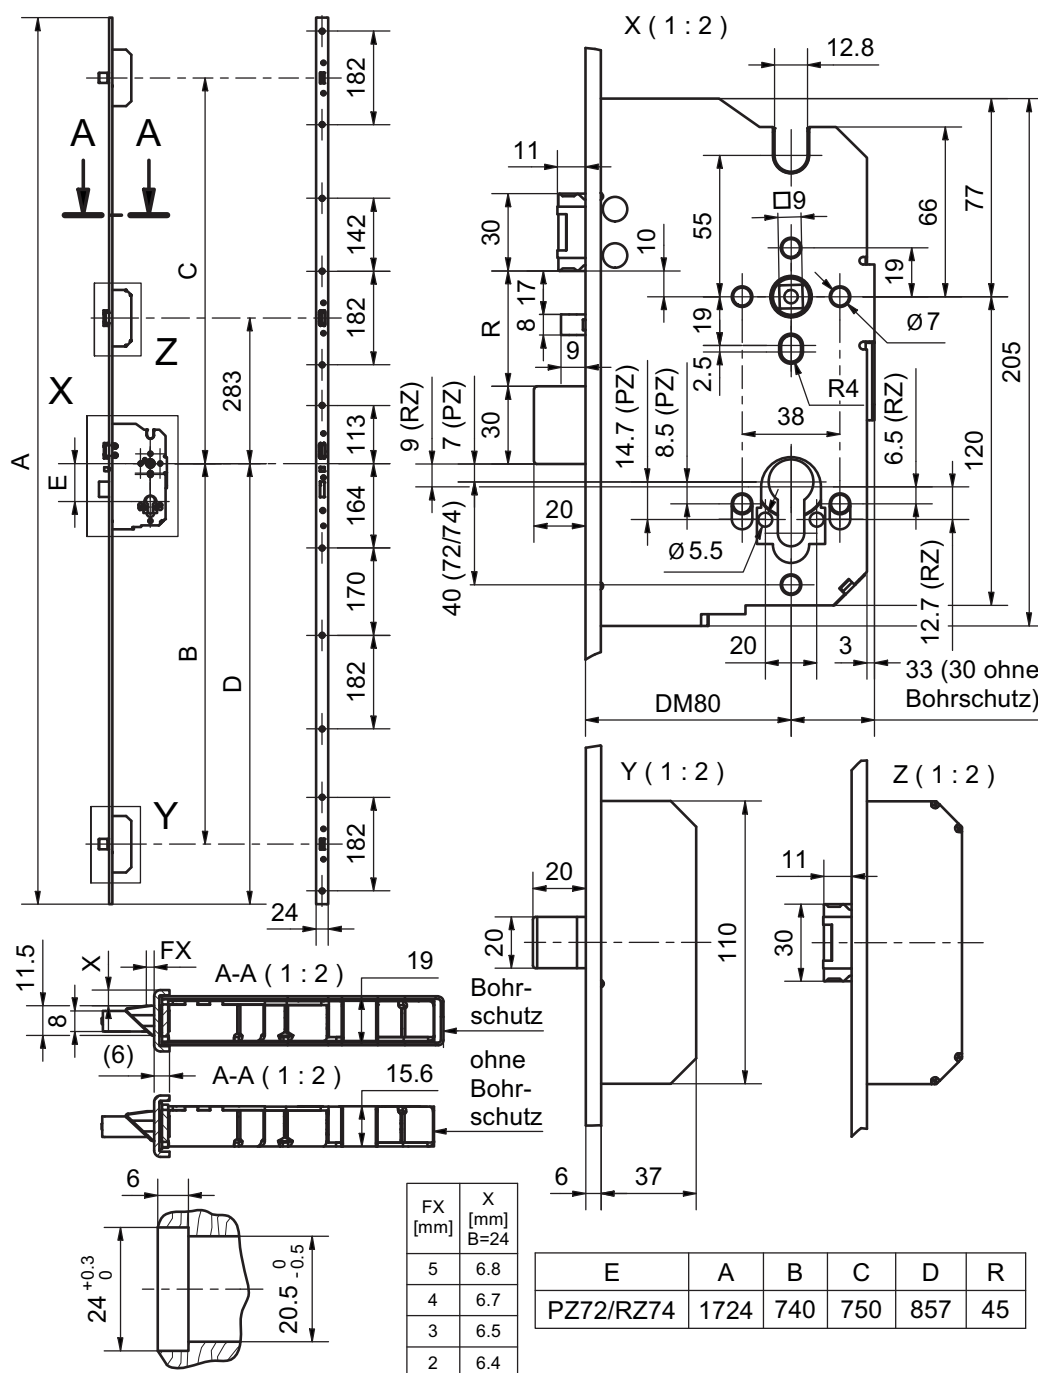 X ( 1 : 2 )
12.8
182
A
A
11
77
66
□9
55
30
10
142
C
19
17
182
8
R
Ø 7
19
Z
9
2.5
205
X
283
R4
9 (RZ)
7 (PZ)
14.7 (PZ)
8.5 (PZ)
6.5 (RZ)
A
113
30
38
120
E
164
20
Ø 5.5
40 (72/74)
12.7 (RZ)
170
20
3
B
D
33 (30 ohne
Bohrschutz)
182
DM80
Y ( 1 : 2 )
Z ( 1 : 2 )
Y
182
20
11
24
20
110
30
11.5
X
FX
A-A ( 1 : 2 )
19
Bohr-
schutz
8
(6)
A-A ( 1 : 2 )
15.6
ohne
Bohr-
schutz
6
6
37
24 +0.3 0
20.5 0 -0.5
FX [mm] X [mm] B=24
5 6.8
4 6.7
3 6.5
2 6.4
E A B C D R
PZ72/RZ74 1724 740 750 857 45